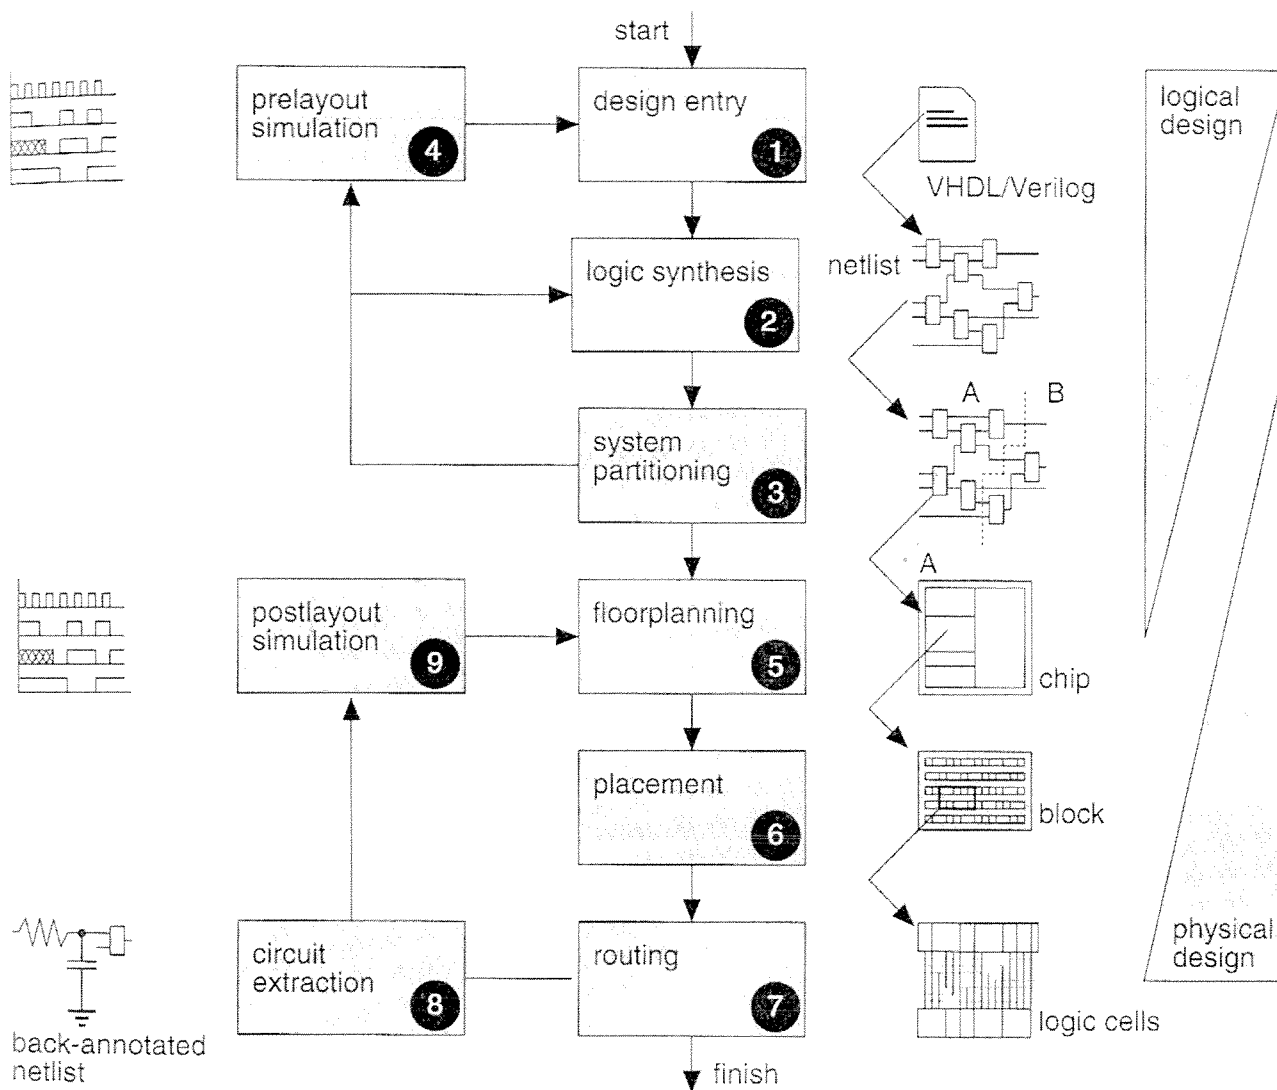 start
prelayout
simulation
4
design entry
1
logical
design
VHDL/Verilog
logic synthesis
2
netlist
system
partitioning
3
A
B
A
postlayout
simulation
9
floorplanning
5
chip
placement
6
block
circuit
extraction
8
routing
7
physical
design
logic cells
back-annotated
netlist
finish